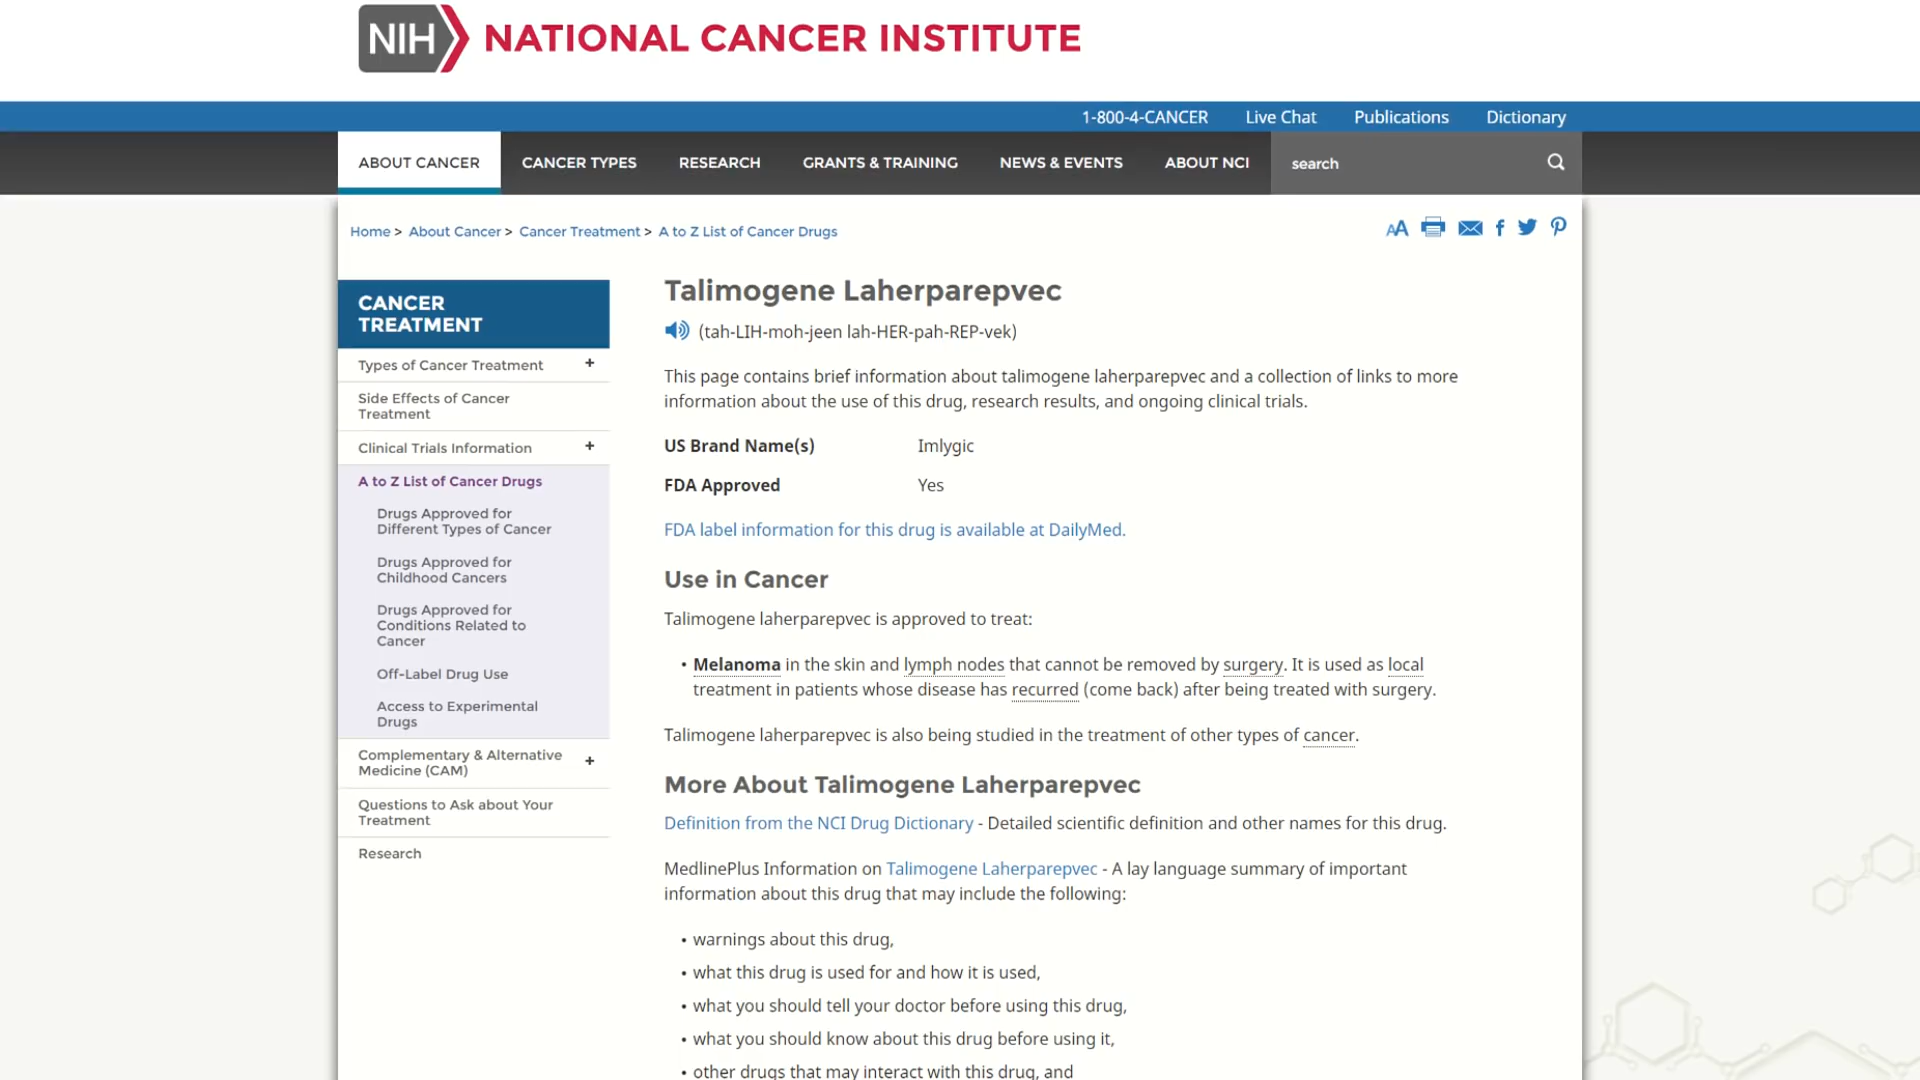 NIH NATIONAL CANCER INSTITUTE
1-800-4-CANCER Live Chat Publications Dictionary
ABOUT CANCER CANCER TYPES RESEARCH GRANTS & TRAINING NEWS & EVENTS ABOUT NCI search
Home > About Cancer > Cancer Treatment > A to Z List of Cancer Drugs
AA
CANCER
TREATMENT
Types of Cancer Treatment +
Side Effects of Cancer
Treatment
Clinical Trials Information +
A to Z List of Cancer Drugs
Drugs Approved for
Different Types of Cancer
Drugs Approved for
Childhood Cancers
Drugs Approved for
Conditions Related to
Cancer
Off-Label Drug Use
Access to Experimental
Drugs
Complementary & Alternative
Medicine (CAM) +
Questions to Ask about Your
Treatment
Research
Talimogene Laherparepvec
(tah-LIH-moh-jeen lah-HER-pah-REP-vek)
This page contains brief information about talimogene laherparepvec and a collection of links to more
information about the use of this drug, research results, and ongoing clinical trials.
US Brand Name(s) Imlygic
FDA Approved Yes
FDA label information for this drug is available at DailyMed.
Use in Cancer
Talimogene laherparepvec is approved to treat:
• Melanoma in the skin and lymph nodes that cannot be removed by surgery. It is used as local
treatment in patients whose disease has recurred (come back) after being treated with surgery.
Talimogene laherparepvec is also being studied in the treatment of other types of cancer.
More About Talimogene Laherparepvec
Definition from the NCI Drug Dictionary - Detailed scientific definition and other names for this drug.
MedlinePlus Information on Talimogene Laherparepvec - A lay language summary of important
information about this drug that may include the following:
• warnings about this drug,
• what this drug is used for and how it is used,
• what you should tell your doctor before using this drug,
• what you should know about this drug before using it,
• other drugs that may interact with this drug, and